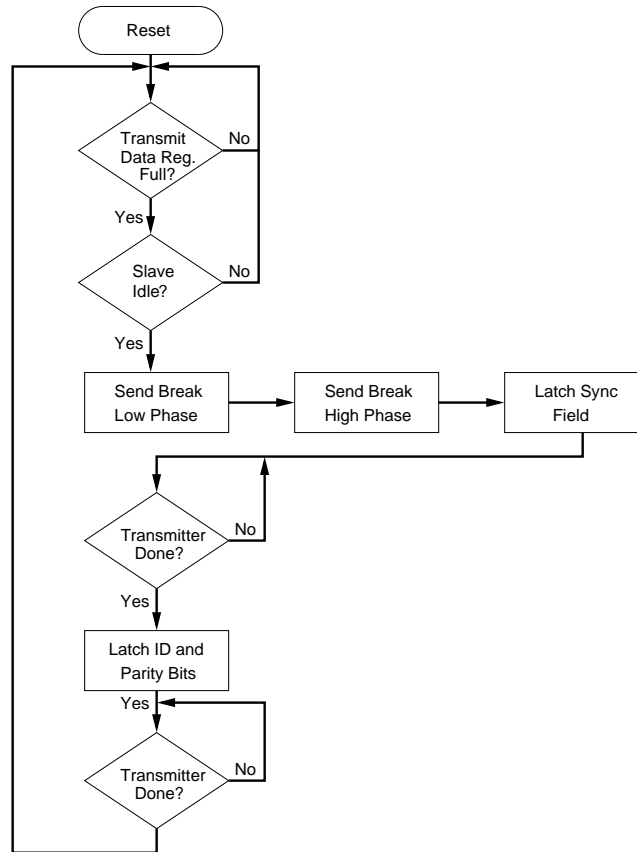 Reset
Transmit
Data Reg.
Full?
No
Yes
Slave
Idle?
No
Yes
Send Break
Low Phase
Send Break
High Phase
Latch Sync
Field
Transmitter
Done?
No
Yes
Latch ID and
Parity Bits
Yes
Transmitter
Done?
No